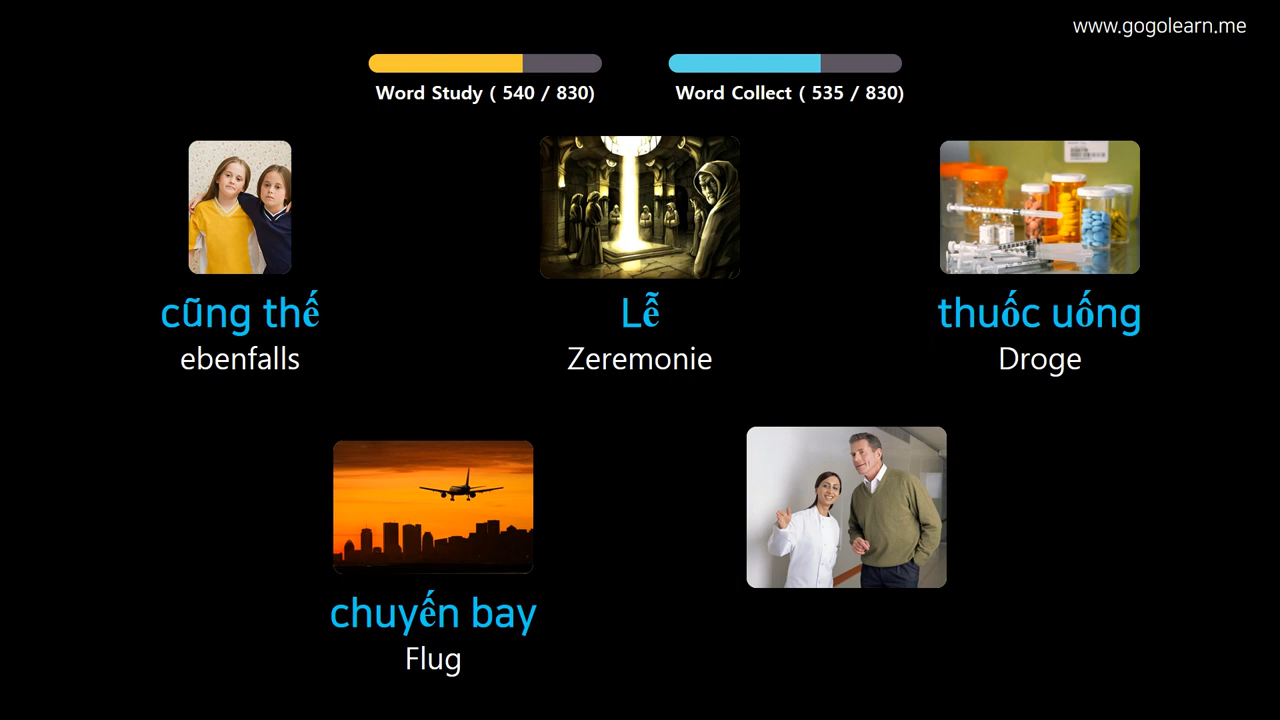 www.gogolearn.me
Word Study ( 540 / 830)
Word Collect ( 535 / 830)
cũng thế
ebenfalls
Lễ
Zeremonie
thuốc uống
Droge
chuyến bay
Flug